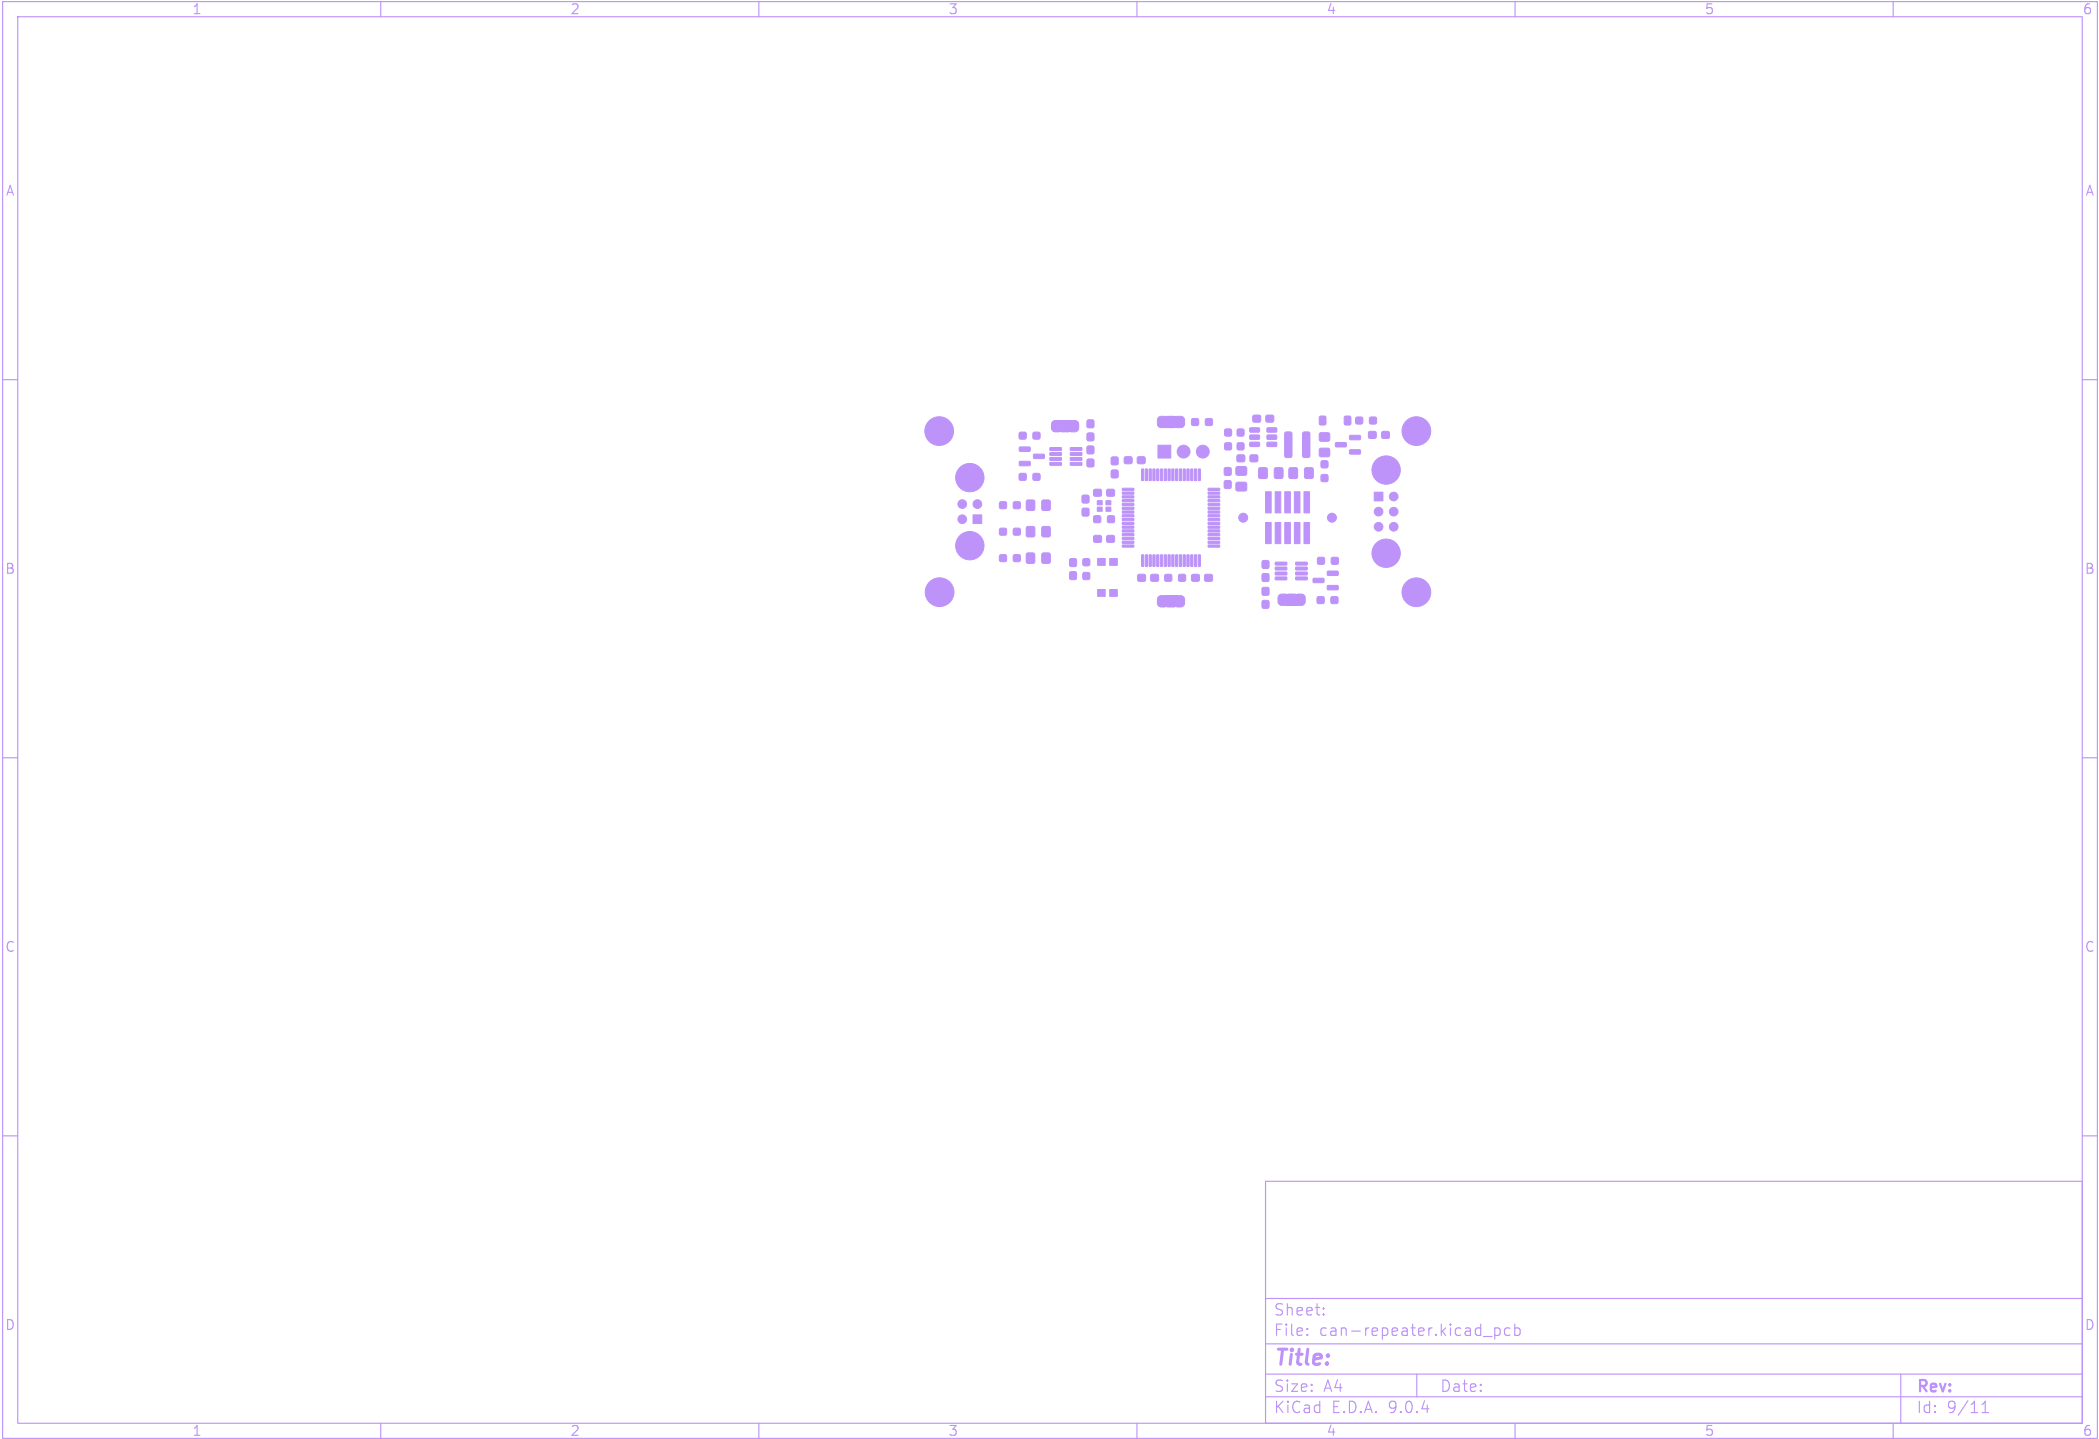 1 2 3 4 5 6
A A
B B
C C
D D
Sheet:
File: can-repeater.kicad_pcb
Title:
Size: A4 Date: Rev:
KiCad E.D.A. 9.0.4 Id: 9/11
1 2 3 4 5 6